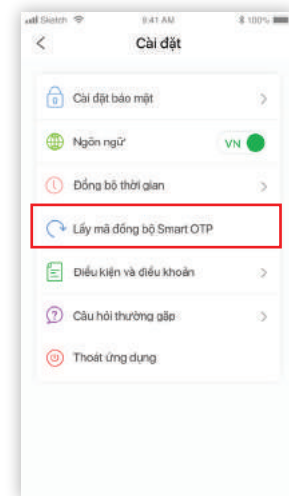 Sketch 9:41 AM 100%
Cài đặt
Cài đặt bảo mật
Ngôn ngữ VN
Đồng bộ thời gian
Lấy mã đồng bộ Smart OTP
Điều kiện và điều khoản
Câu hỏi thường gặp
Thoát ứng dụng